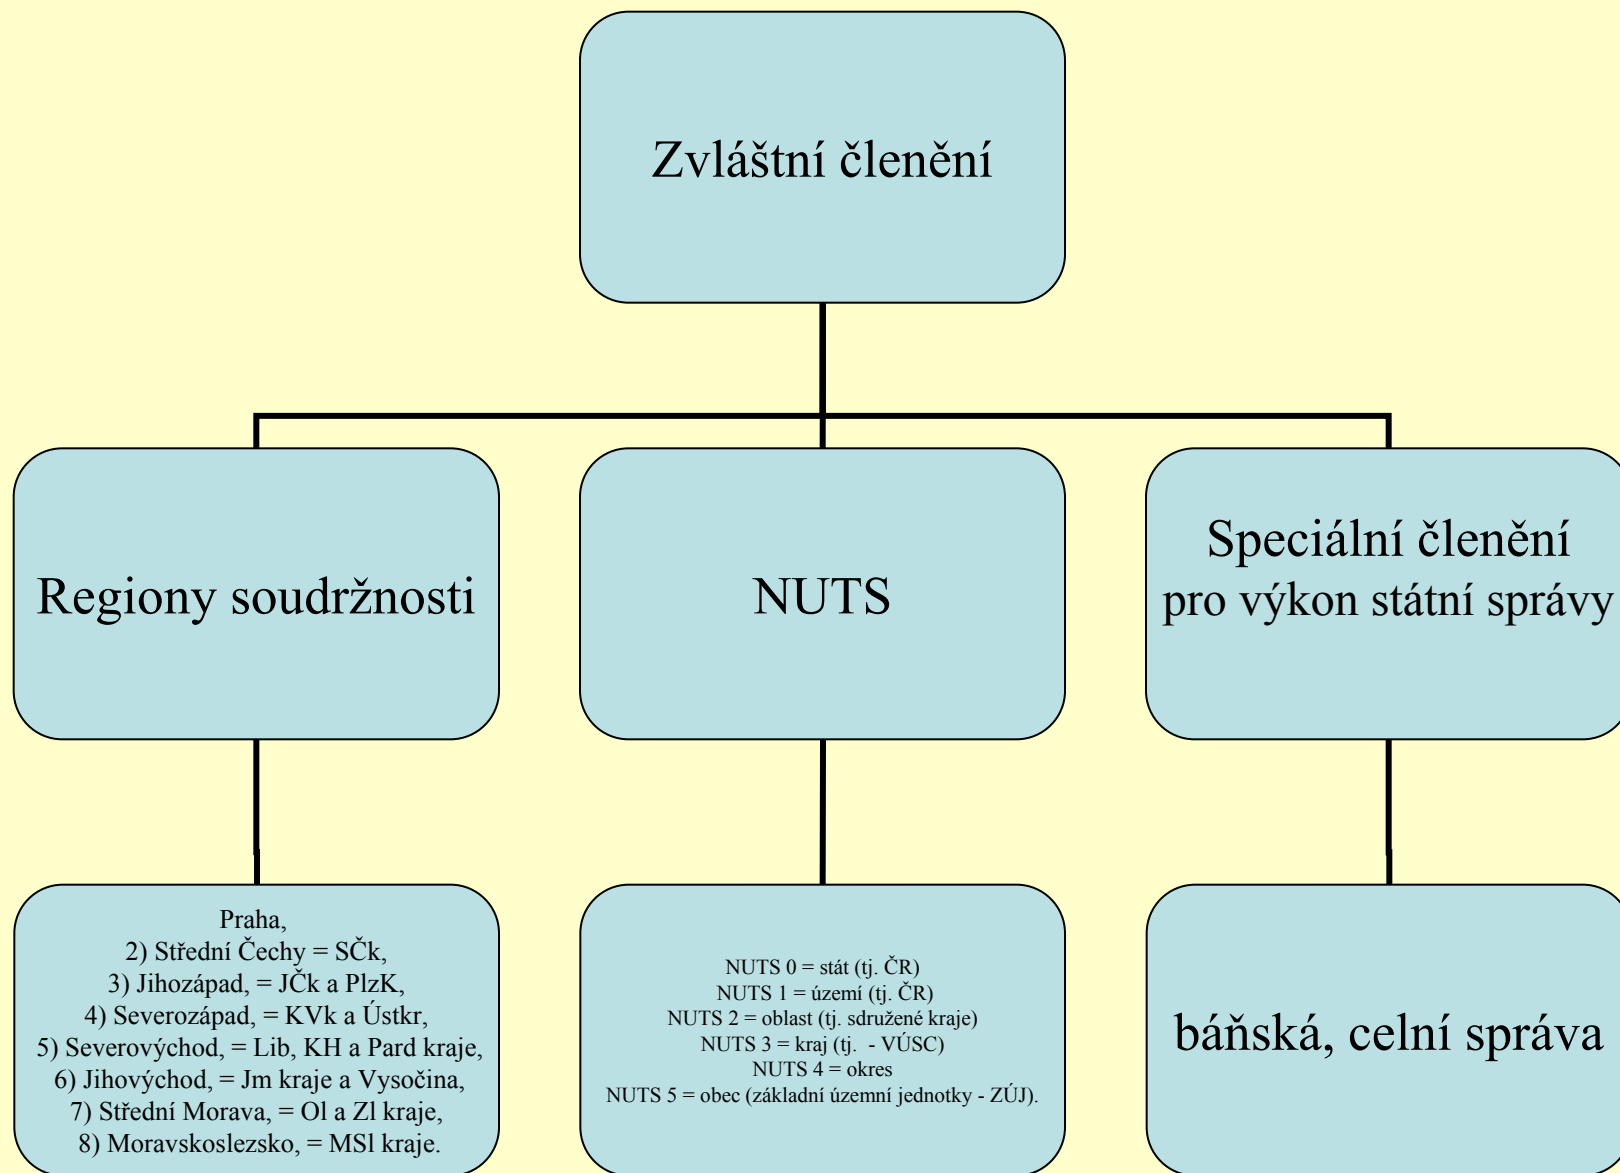 Zvláštní členění
Regiony soudržnosti
NUTS
Speciální členění
pro výkon státní správy
Praha,
2) Střední Čechy = SČk,
3) Jihozápad, = JČk a PlzK,
4) Severozápad, = KVk a Ústkr,
5) Severovýchod, = Lib, KH a Pard kraje,
6) Jihovýchod, = Jm kraje a Vysočina,
7) Střední Morava, = Ol a Zl kraje,
8) Moravskoslezsko, = MSl kraje.
NUTS 0 = stát (tj. ČR)
NUTS 1 = území (tj. ČR)
NUTS 2 = oblast (tj. sdružené kraje)
NUTS 3 = kraj (tj.  - VÚSC)
NUTS 4 = okres
NUTS 5 = obec (základní územní jednotky - ZÚJ).
báňská, celní správa